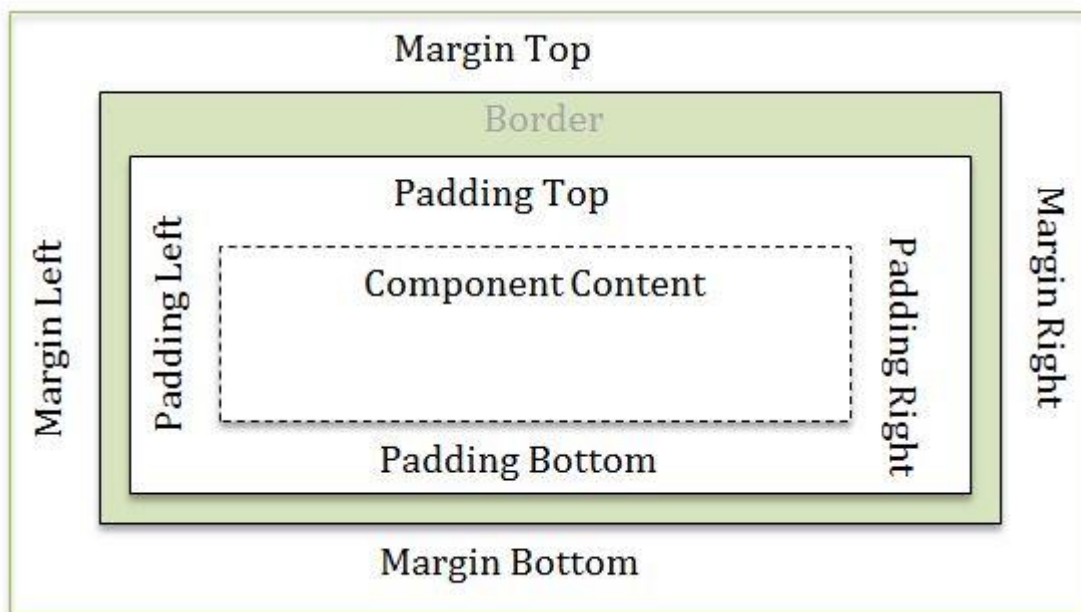 Margin Top
Border
Padding Top
Margin Left
Padding Left
Component Content
Padding Right
Margin Right
Padding Bottom
Margin Bottom